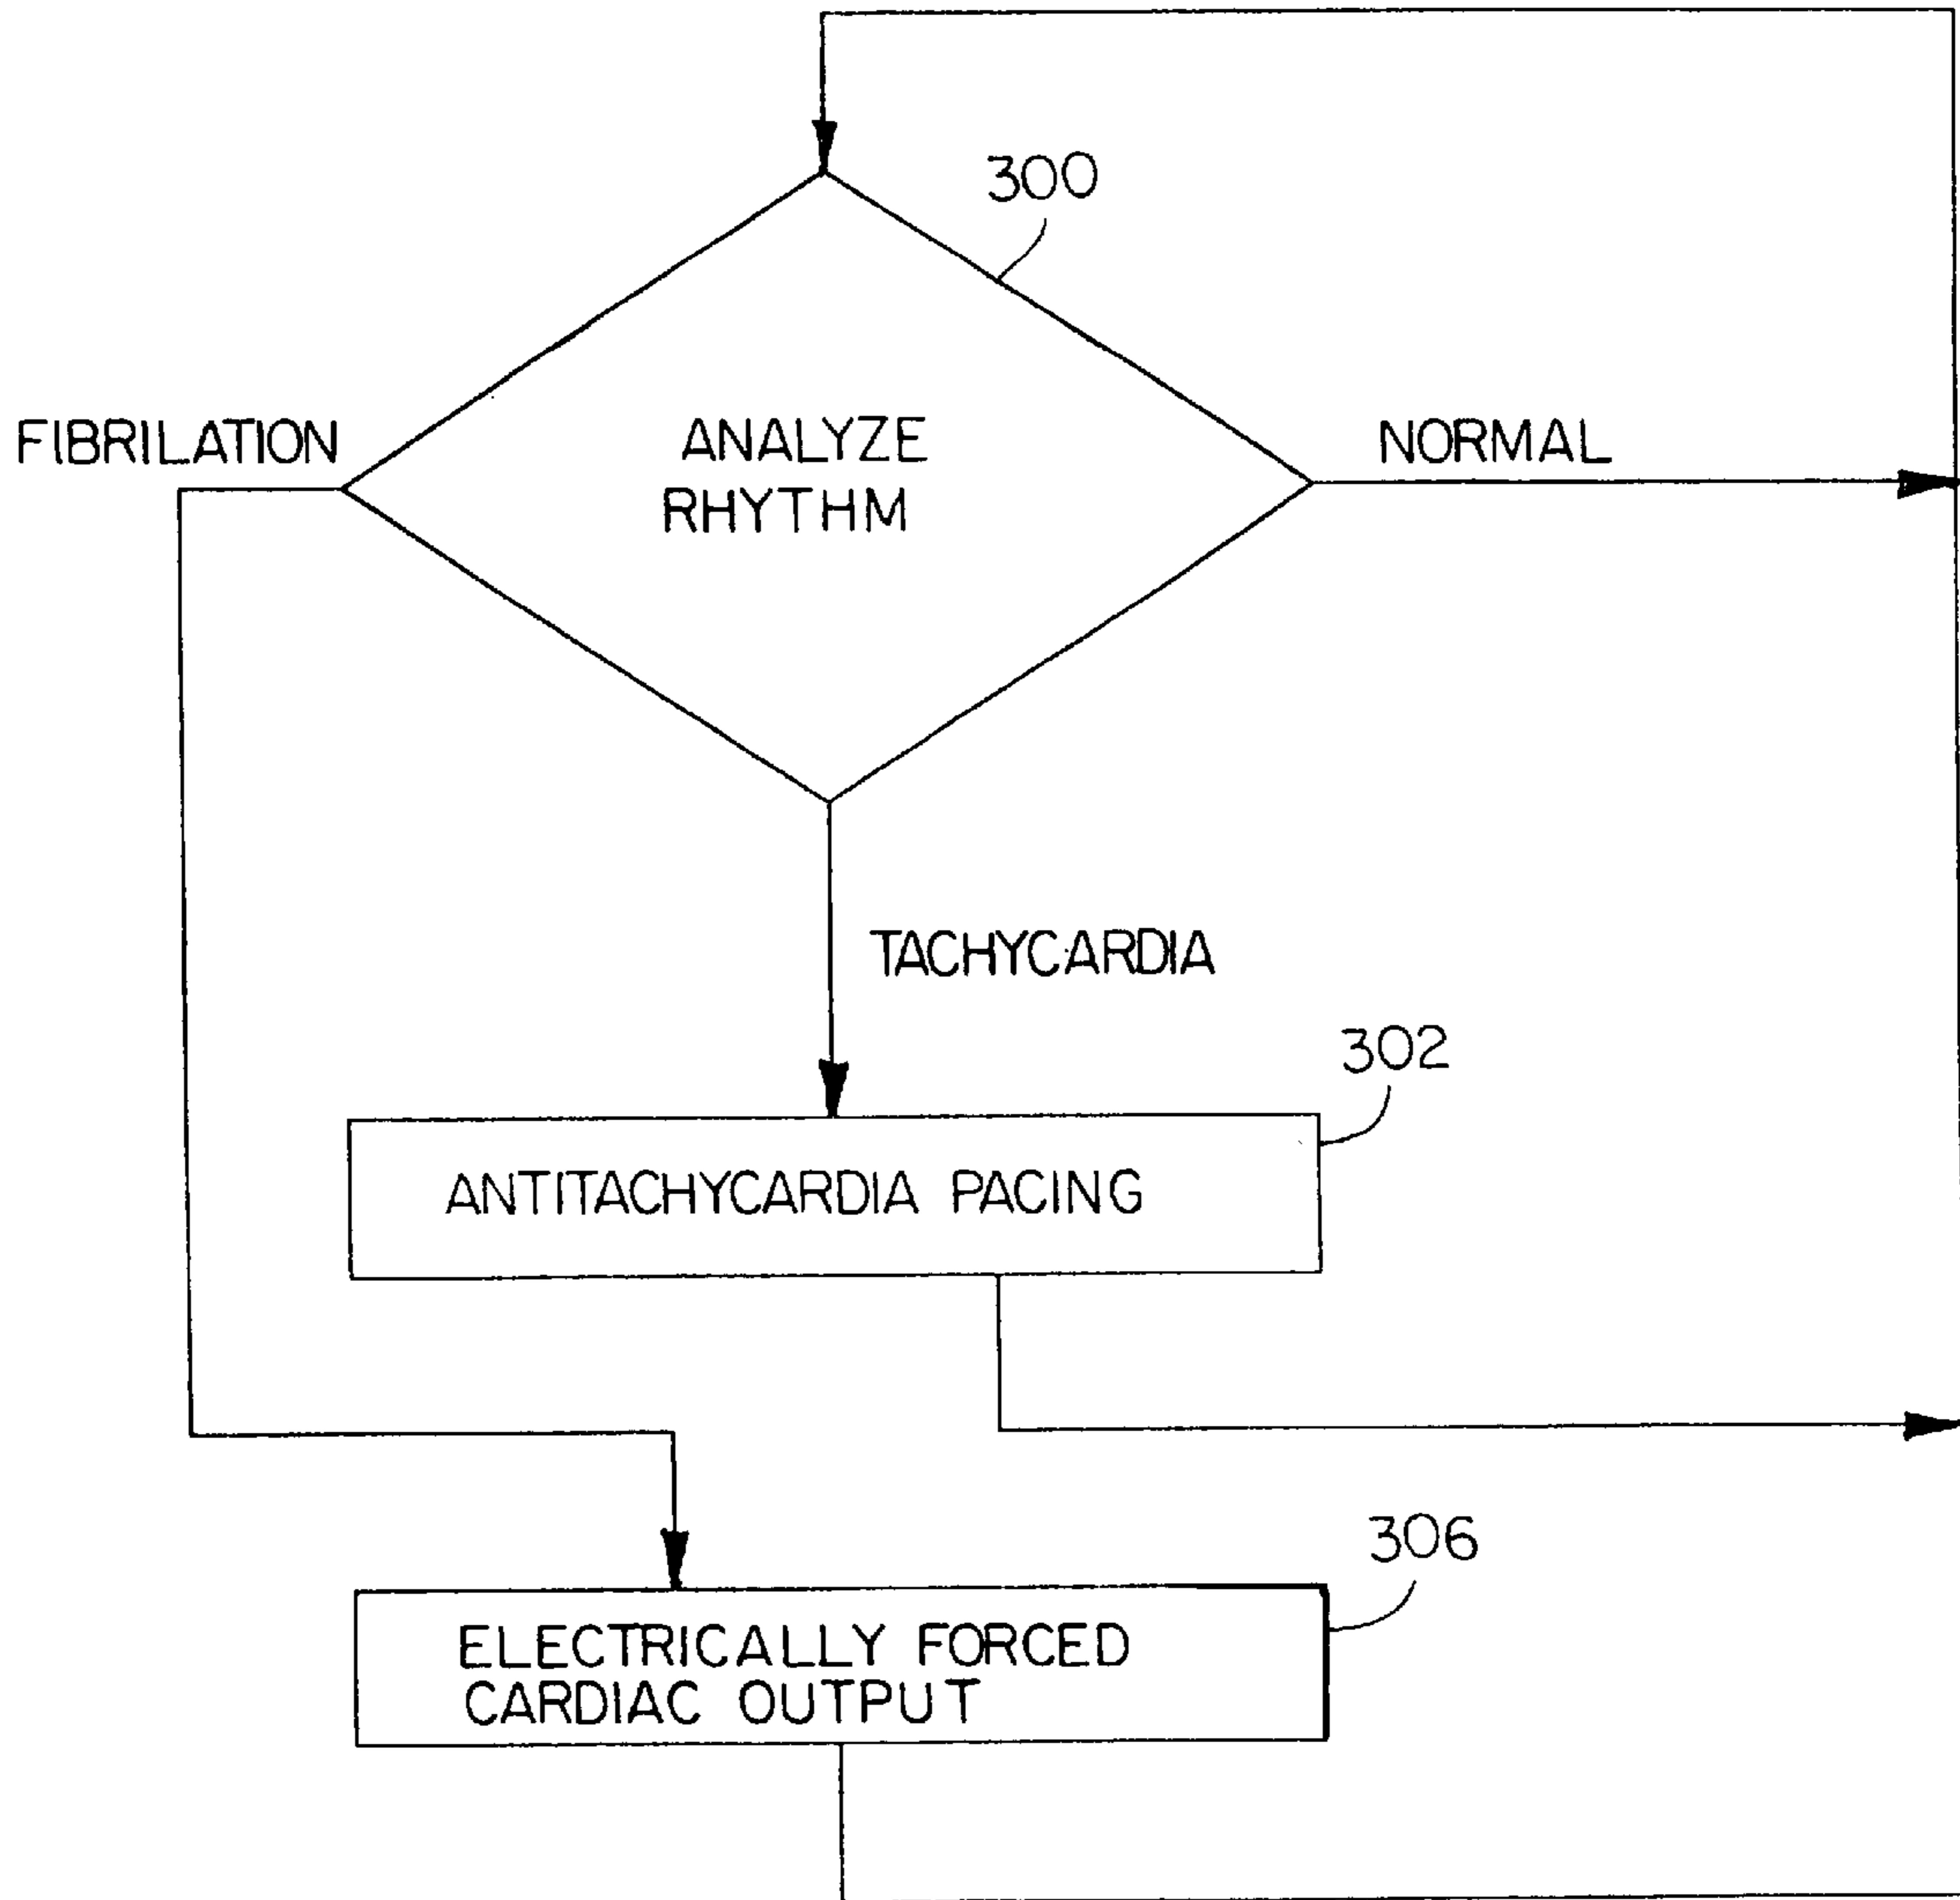 300
FIBRILATION
ANALYZE
RHYTHM
NORMAL
TACHYCARDIA
302
ANTITACHYCARDIA PACING
306
ELECTRICALLY FORCED
CARDIAC OUTPUT